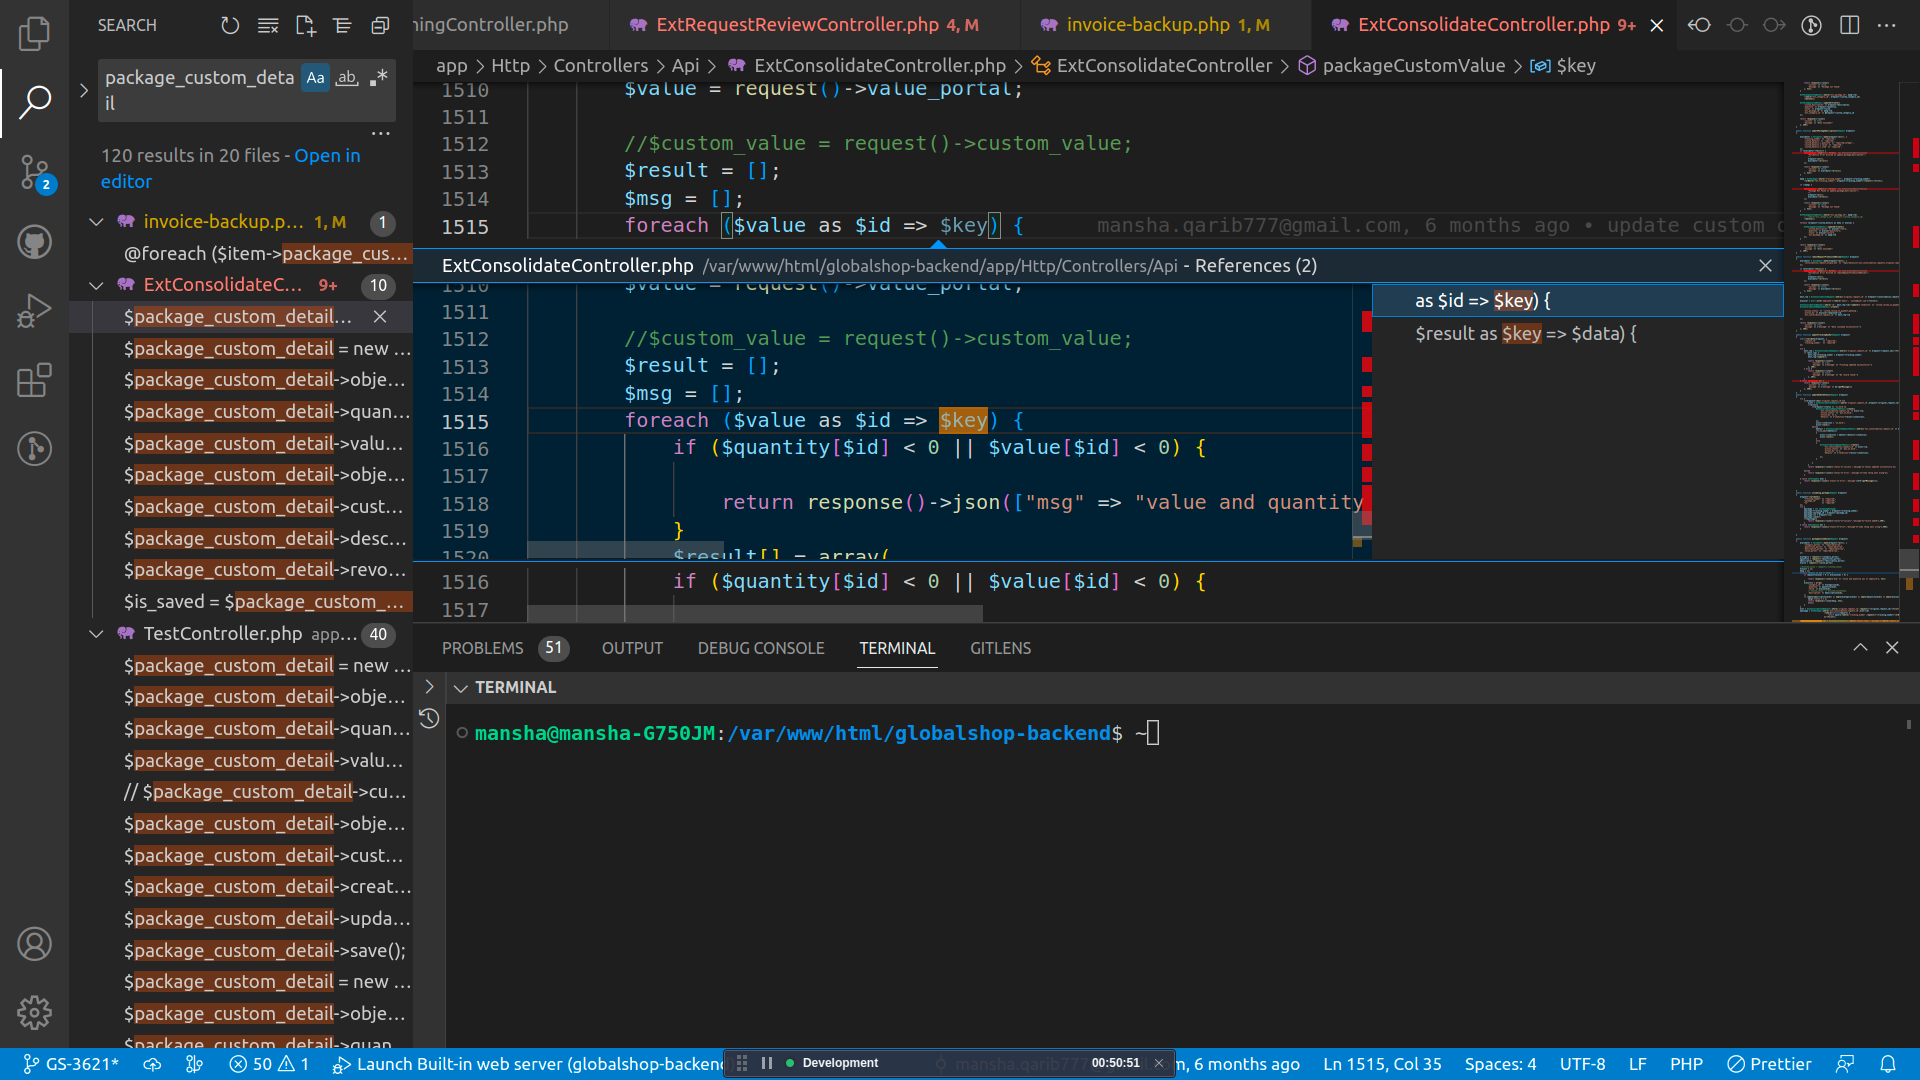 SEARCH
package_custom_deta
il
Aa
ab
120 results in 20 files - Open in
editor
invoice-backup.p... 1, M 1
@foreach ($item->package_cus...
ExtConsolidateC... 9+ 10
$package_custom_detail...
$package_custom_detail = new ...
$package_custom_detail->obje...
$package_custom_detail->quan...
$package_custom_detail->valu...
$package_custom_detail->obje...
$package_custom_detail->cust...
$package_custom_detail->desc...
$package_custom_detail->revo...
$is_saved = $package_custom_...
TestController.php app... 40
$package_custom_detail = new ...
$package_custom_detail->obje...
$package_custom_detail->quan...
$package_custom_detail->valu...
// $package_custom_detail->cu...
$package_custom_detail->obje...
$package_custom_detail->cust...
$package_custom_detail->creat...
$package_custom_detail->upda...
$package_custom_detail->save();
$package_custom_detail = new ...
$package_custom_detail->obje...
$package_custom_detail->quan...
2
ningController.php
ExtRequestReviewController.php 4, M
invoice-backup.php 1, M
ExtConsolidateController.php 9+
app > Http > Controllers > Api > ExtConsolidateController.php > ExtConsolidateController > packageCustomValue > $key
1510 $value = request()->value_portal;
1511
1512 //$custom_value = request()->custom_value;
1513 $result = [];
1514 $msg = [];
1515 foreach ($value as $id => $key) { mansha.qarib777@gmail.com, 6 months ago • update custom
ExtConsolidateController.php /var/www/html/globalshop-backend/app/Http/Controllers/Api - References (2)
1510 $value = request()->value_portal;
1511
1512 //$custom_value = request()->custom_value;
1513 $result = [];
1514 $msg = [];
1515 foreach ($value as $id => $key) {
1516 if ($quantity[$id] < 0 || $value[$id] < 0) {
1517
1518 return response()->json(["msg" => "value and quantity
1519 }
1520 $result[] = array(
as $id => $key) {
$result as $key => $data) {
1516 if ($quantity[$id] < 0 || $value[$id] < 0) {
1517
PROBLEMS 51 OUTPUT DEBUG CONSOLE TERMINAL GITLENS
TERMINAL
mansha@mansha-G750JM:/var/www/html/globalshop-backend$ ~
GS-3621* 50 1 Launch Built-in web server (globalshop-backend Development 00:50:51 m, 6 months ago Ln 1515, Col 35 Spaces: 4 UTF-8 LF PHP Prettier